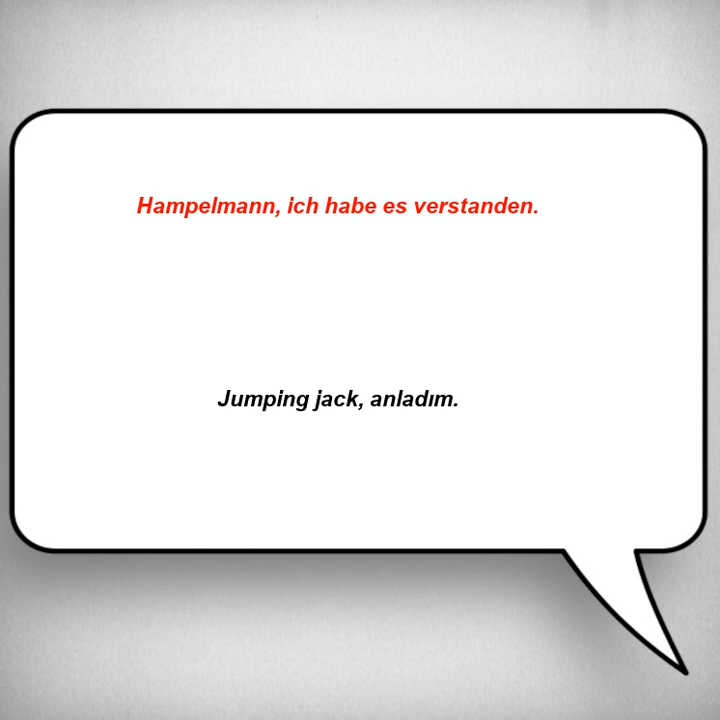 Hampelmann, ich habe es verstanden.
Jumping jack, anladım.